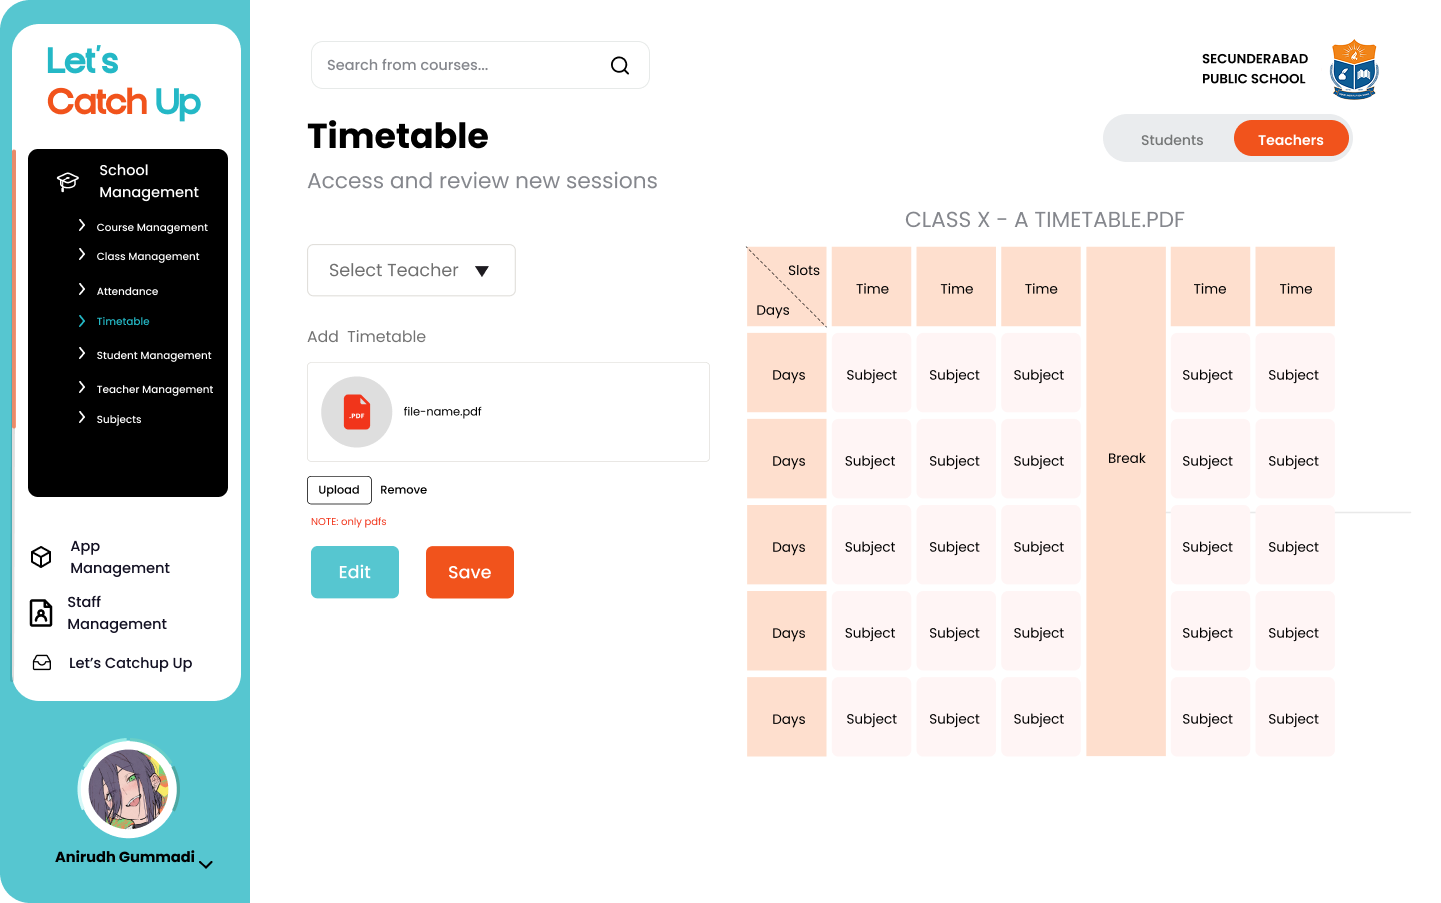 Let's
Catch Up
School
Management
Course Management
Class Management
Attendance
Timetable
Student Management
Teacher Management
Subjects
App
Management
Staff
Management
Let's Catchup Up
Anirudh Gummadi
Search from courses...
SECUNDERABAD
PUBLIC SCHOOL
Timetable
Access and review new sessions
Students
Teachers
Select Teacher
Add Timetable
.PDF
file-name.pdf
Upload
Remove
NOTE: only pdfs
Edit
Save
CLASS X - A TIMETABLE.PDF
Slots
Days
Time Time Time Time Time
Days Subject Subject Subject Subject Subject
Days Subject Subject Subject Break Subject Subject
Days Subject Subject Subject Subject Subject
Days Subject Subject Subject Subject Subject
Days Subject Subject Subject Subject Subject